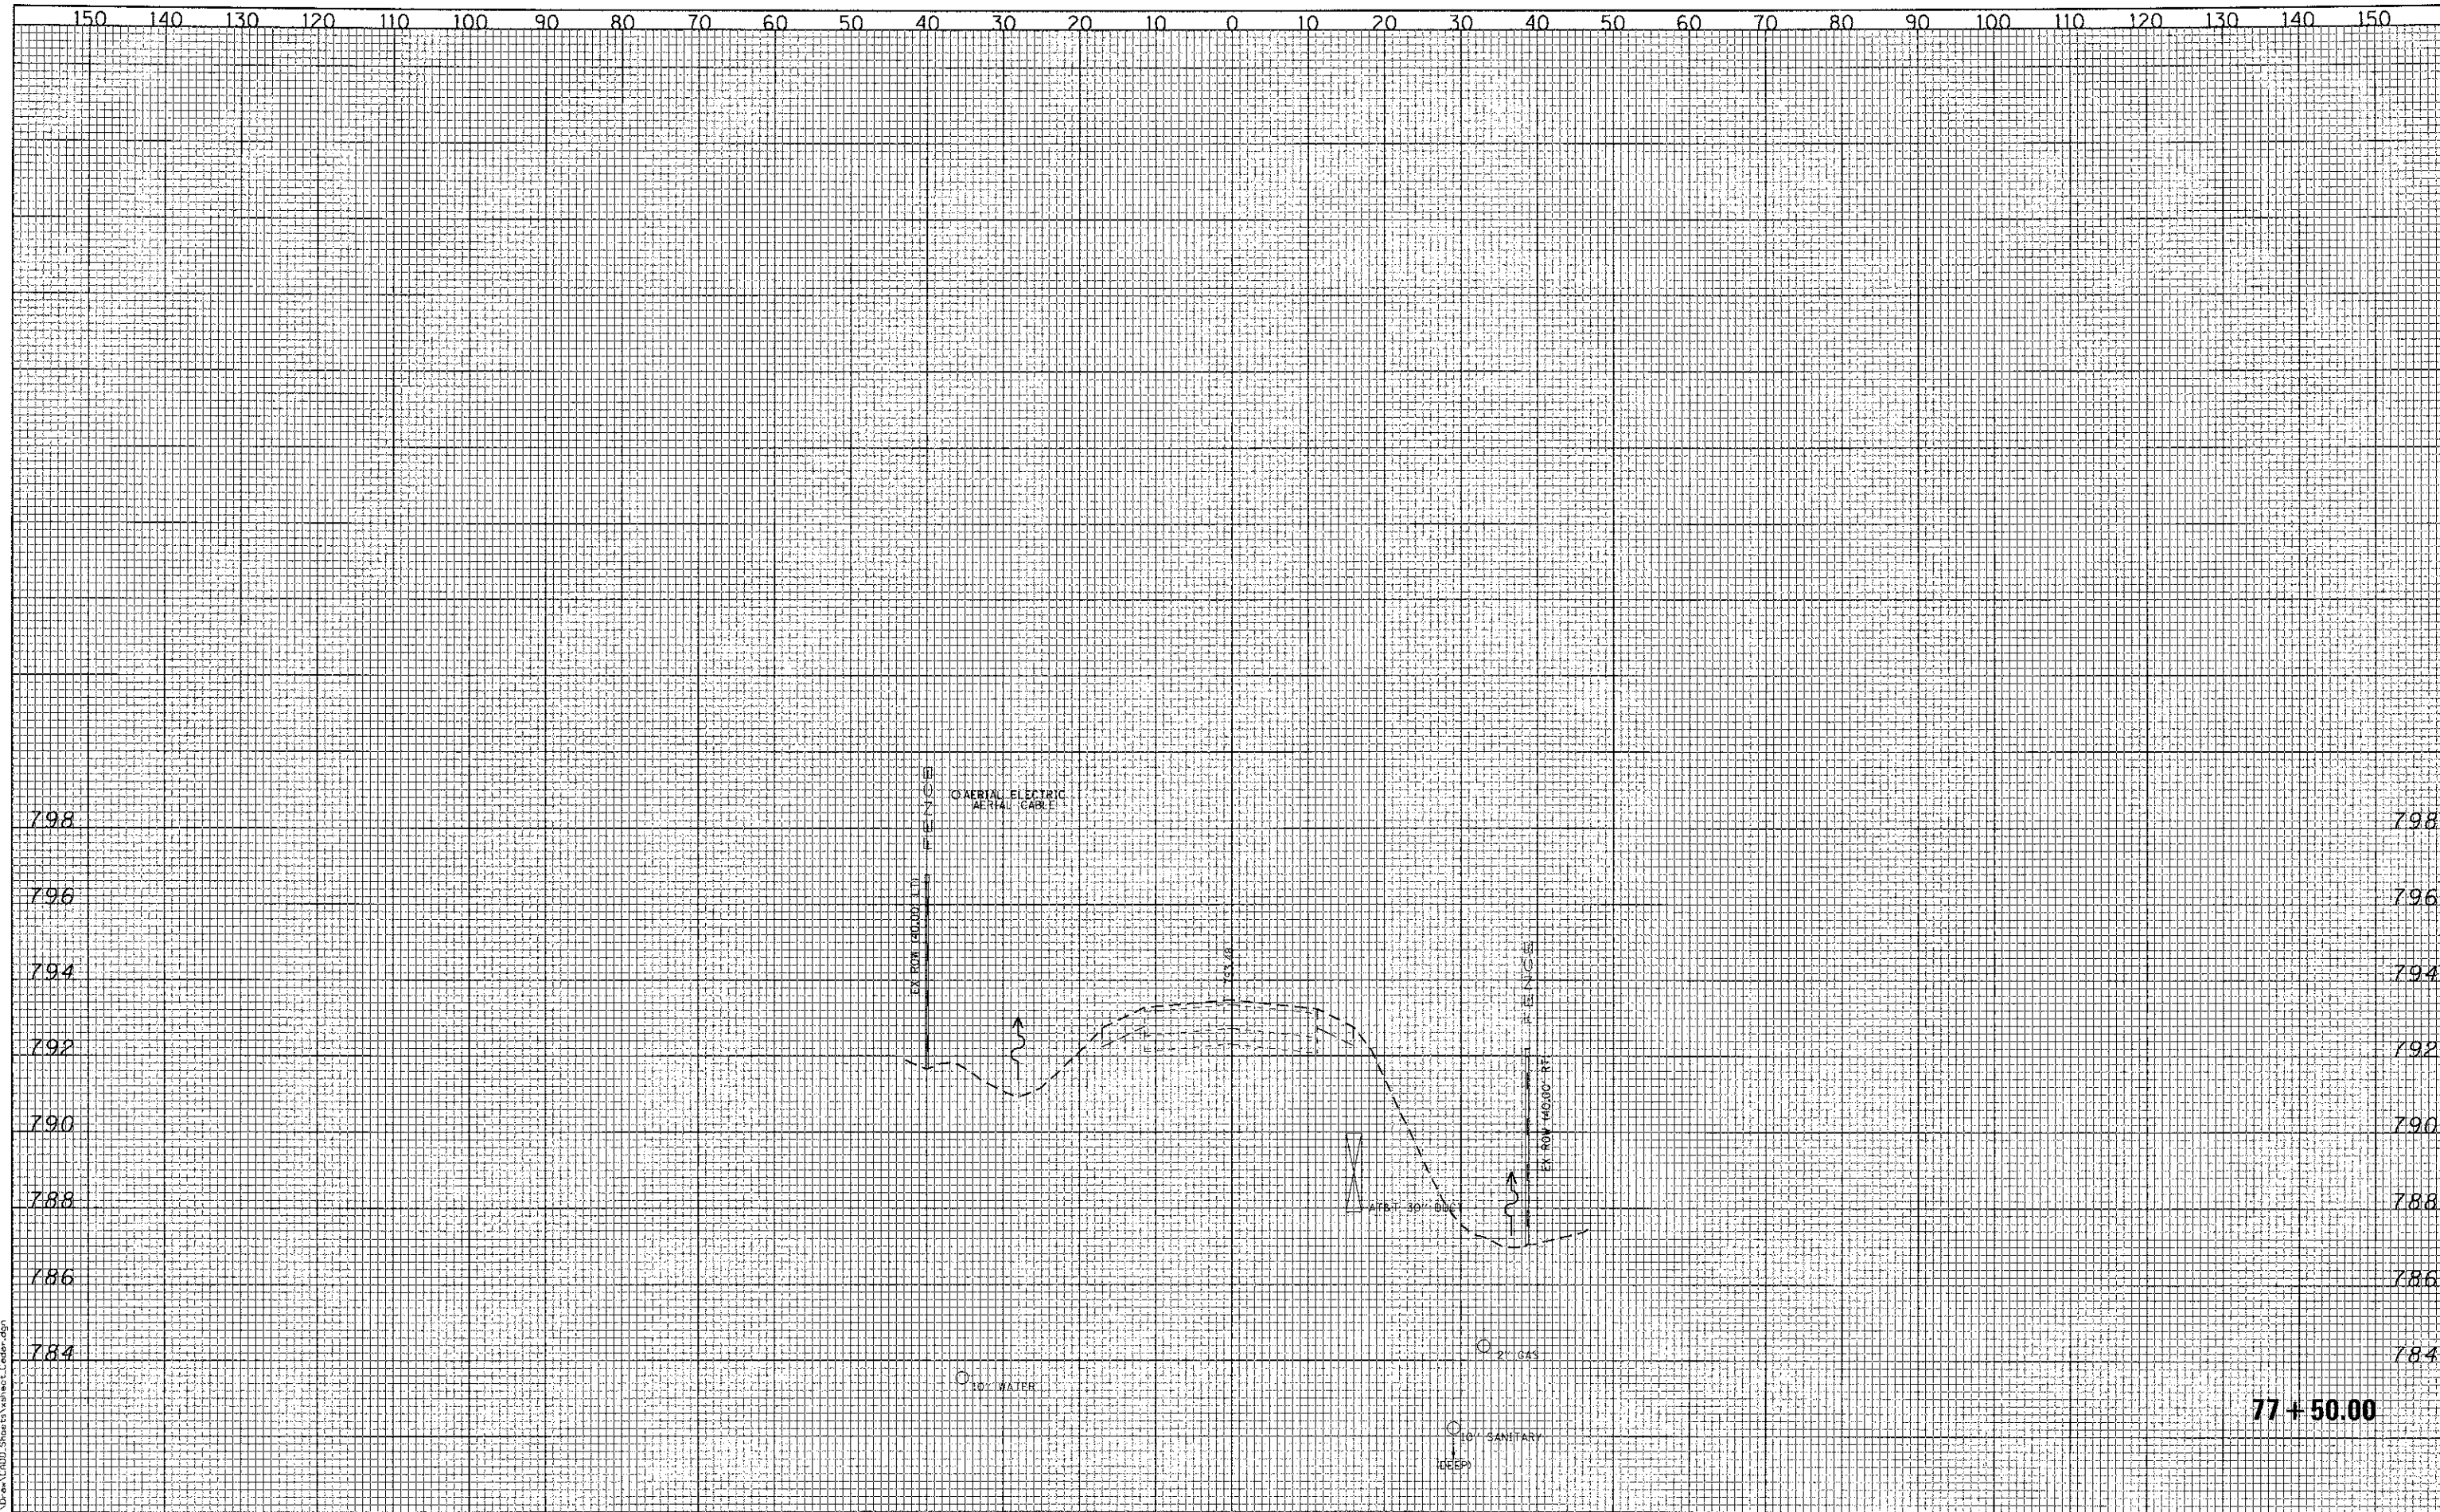 150 140 130 120 110 100 90 80 70 60 50 40 30 20 10 0 10 20 30 40 50 60 70 80 90 100 110 120 130 140 150
FENCE
AERIAL ELECTRIC
AERIAL CABLE
798 798
EX ROW (40.00' LT)
796 796
793.48
FENCE
794 794
792 792
EX ROW (40.00' RT)
790 790
788 788
AT&T 30" DUCT
786 786
784 784
2" GAS
10" WATER
77 + 50.00
10" SANITARY
(DEEP)